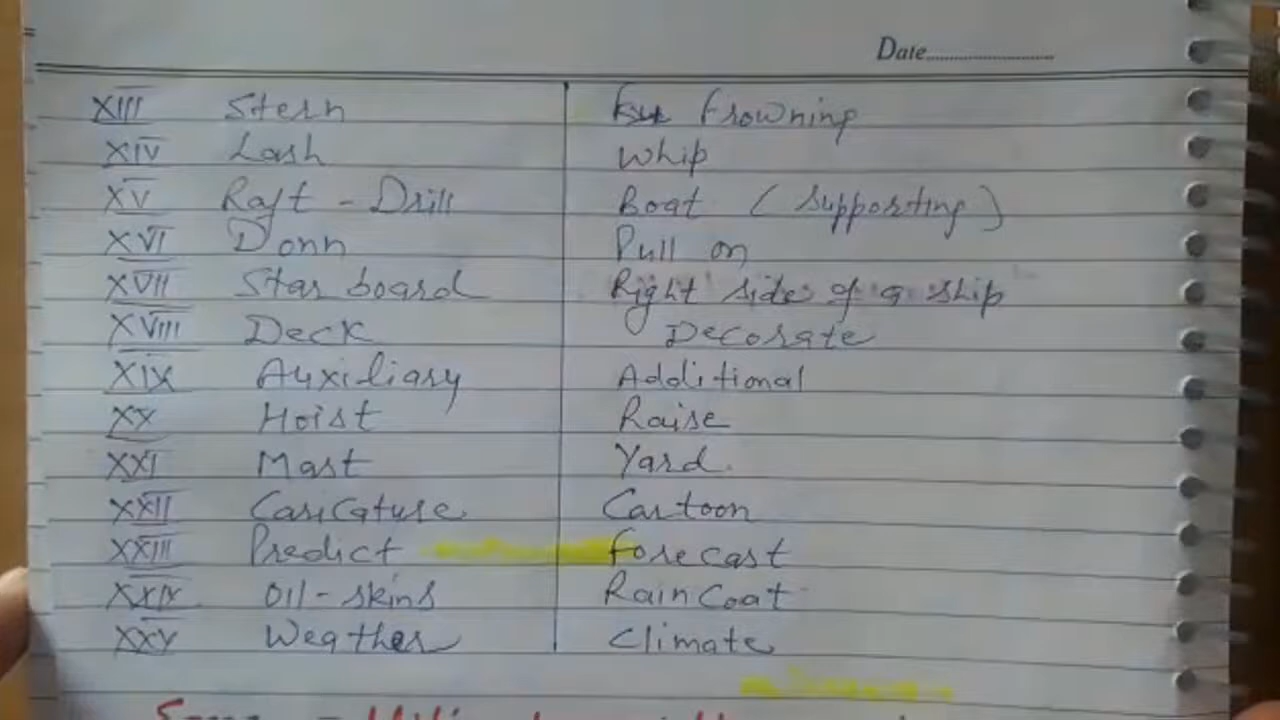 Date
XIII Stern Frowning
XIV Lash Whip
XV Raft - Drill Boat (supporting)
XVI Donn Pull on
XVII Star board Right side of a ship
XVIII Deck Decorate
XIX Auxiliary Additional
XX Hoist Raise
XXI Mast Yard.
XXII Caricature Cartoon
XXIII Predict Forecast
XXIV Oil-skins Rain Coat
XXV Weather Climate